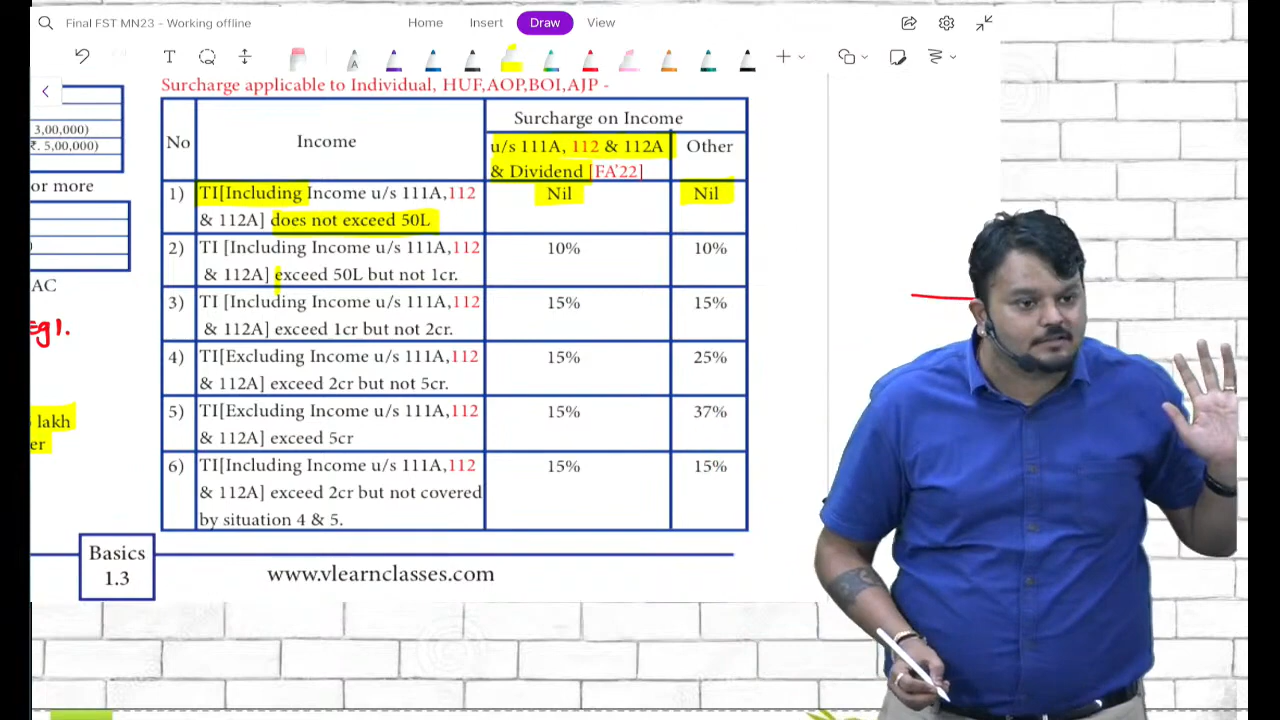 Final FST MN23 - Working offline
Home Insert Draw View
3,00,000)
₹. 5,00,000)
or more
AC
Eg 1.
lakh
er
Surcharge applicable to Individual, HUF,AOP,BOI,AJP -
No Income Surcharge on Income
u/s 111A, 112 & 112A
& Dividend [FA'22]
Other
1) TI[Including Income u/s 111A,112 Nil Nil
& 112A] does not exceed 50L
2) TI [Including Income u/s 111A,112 10% 10%
& 112A] exceed 50L but not 1cr.
3) TI [Including Income u/s 111A,112 15% 15%
& 112A] exceed 1cr but not 2cr.
4) TI[Excluding Income u/s 111A,112 15% 25%
& 112A] exceed 2cr but not 5cr.
5) TI[Excluding Income u/s 111A,112 15% 37%
& 112A] exceed 5cr
6) TI[Including Income u/s 111A,112 15% 15%
& 112A] exceed 2cr but not covered
by situation 4 & 5.
Basics
1.3
www.vlearnclasses.com